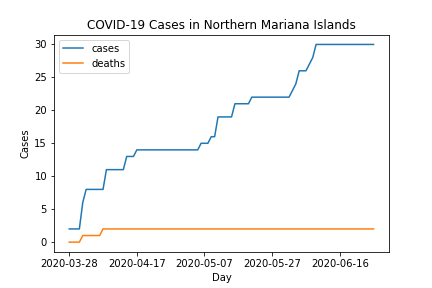 COVID-19 Cases in Northern Mariana Islands
cases
deaths
30
25
20
15
10
5
0
Cases
2020-03-28 2020-04-17 2020-05-07 2020-05-27 2020-06-16
Day